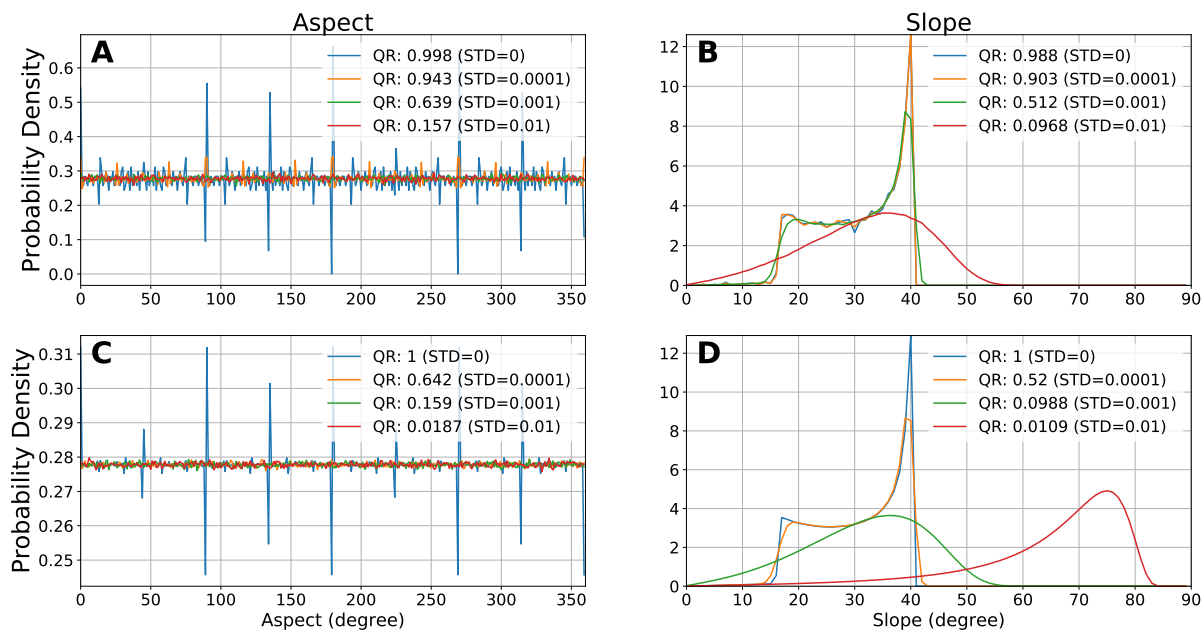 Aspect
Slope
A
QR: 0.998 (STD=0)
QR: 0.943 (STD=0.0001)
QR: 0.639 (STD=0.001)
QR: 0.157 (STD=0.01)
Probability Density
0.6
0.5
0.4
0.3
0.2
0.1
0.0
0 50 100 150 200 250 300 350
B
QR: 0.988 (STD=0)
QR: 0.903 (STD=0.0001)
QR: 0.512 (STD=0.001)
QR: 0.0968 (STD=0.01)
12
10
8
6
4
2
0
0 10 20 30 40 50 60 70 80 90
C
QR: 1 (STD=0)
QR: 0.642 (STD=0.0001)
QR: 0.159 (STD=0.001)
QR: 0.0187 (STD=0.01)
Probability Density
0.31
0.30
0.29
0.28
0.27
0.26
0.25
0 50 100 150 200 250 300 350
Aspect (degree)
D
QR: 1 (STD=0)
QR: 0.52 (STD=0.0001)
QR: 0.0988 (STD=0.001)
QR: 0.0109 (STD=0.01)
12
10
8
6
4
2
0
0 10 20 30 40 50 60 70 80 90
Slope (degree)